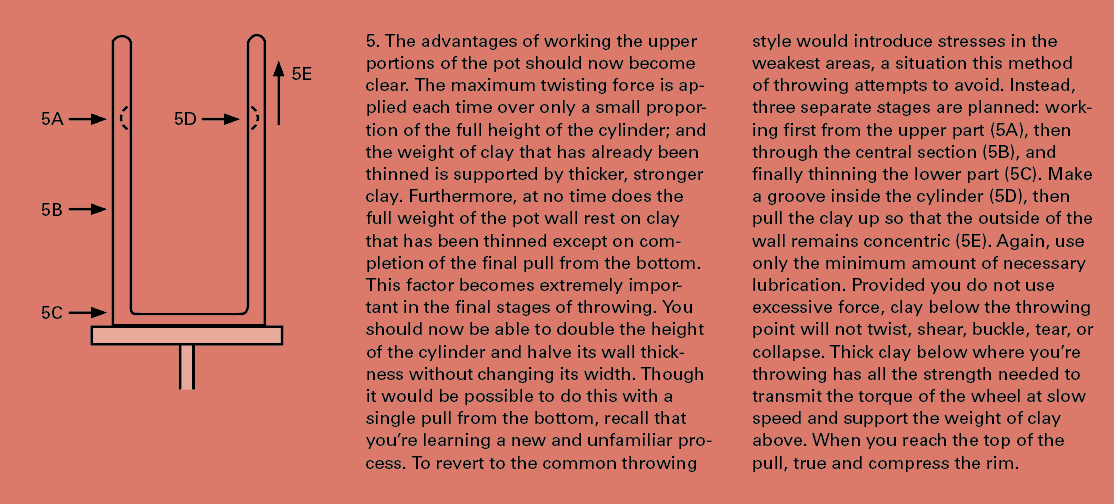 5A
5B
5C
5D
5E
5. The advantages of working the upper
portions of the pot should now become
clear. The maximum twisting force is ap-
plied each time over only a small propor-
tion of the full height of the cylinder; and
the weight of clay that has already been
thinned is supported by thicker, stronger
clay. Furthermore, at no time does the
full weight of the pot wall rest on clay
that has been thinned except on com-
pletion of the final pull from the bottom.
This factor becomes extremely impor-
tant in the final stages of throwing. You
should now be able to double the height
of the cylinder and halve its wall thick-
ness without changing its width. Though
it would be possible to do this with a
single pull from the bottom, recall that
you're learning a new and unfamiliar pro-
cess. To revert to the common throwing
style would introduce stresses in the
weakest areas, a situation this method
of throwing attempts to avoid. Instead,
three separate stages are planned: work-
ing first from the upper part (5A), then
through the central section (5B), and
finally thinning the lower part (5C). Make
a groove inside the cylinder (5D), then
pull the clay up so that the outside of the
wall remains concentric (5E). Again, use
only the minimum amount of necessary
lubrication. Provided you do not use
excessive force, clay below the throwing
point will not twist, shear, buckle, tear, or
collapse. Thick clay below where you're
throwing has all the strength needed to
transmit the torque of the wheel at slow
speed and support the weight of clay
above. When you reach the top of the
pull, true and compress the rim.